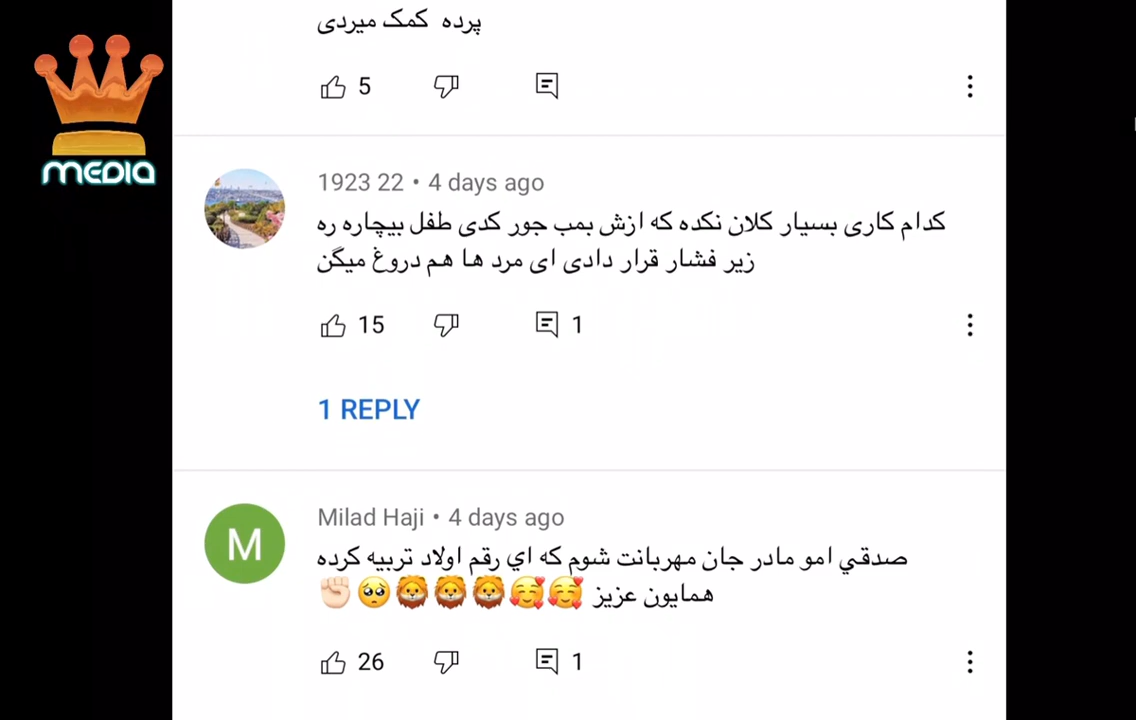 پرده کمک میردی
5
MEDIA
1923 22 • 4 days ago
کدام کاری بسیار کلان نکده که ازش بمب جور کدی طفل بیچاره ره
زیر فشار قرار دادی ای مرد ها هم دروغ میگن
15 1
1 REPLY
M
Milad Haji • 4 days ago
صدقي امو مادر جان مهربانت شوم که اي رقم اولاد تربیه کرده
همایون عزیز 🥰🥰🦁🦁🦁🥺✊🏻
26 1